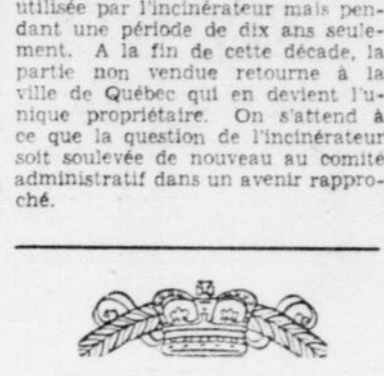 utilisée par l'incinérateur mais pen-
dant une période de dix ans seule-
ment. A la fin de cette décade, la
partie non vendue retourne à la
ville de Québec qui en devient l'u-
nique propriétaire. On s'attend à
ce que la question de l'incinérateur
soit soulevée de nouveau au comité
administratif dans un avenir rappro-
ché.